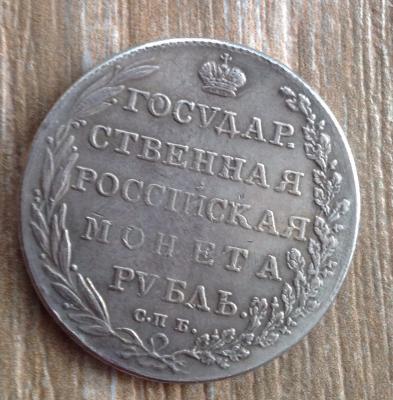 ГОСУДАР.
СТВЕННАЯ
РОССІЙСКАЯ
МОНЕТА
РУБЛЬ.
С.П.Б.